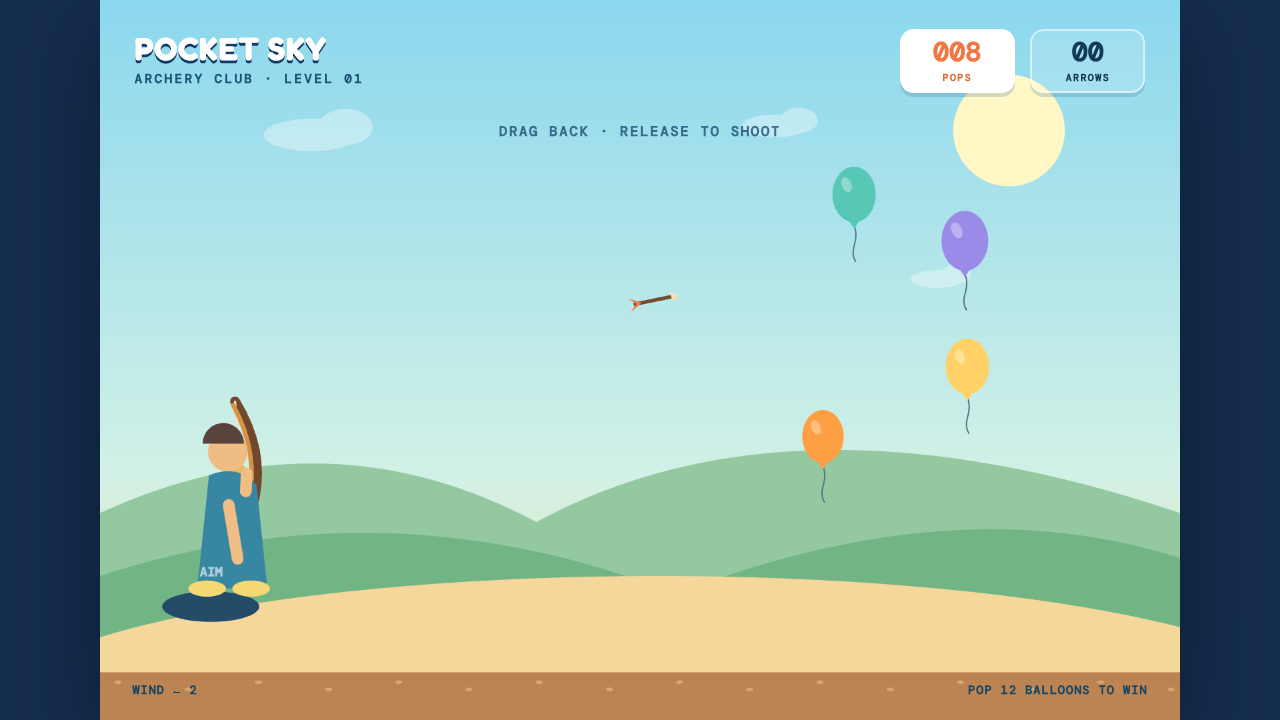 POCKET SKY
ARCHERY CLUB · LEVEL 01
008
POPS
00
ARROWS
DRAG BACK · RELEASE TO SHOOT
AIM
WIND ← 2
POP 12 BALLOONS TO WIN